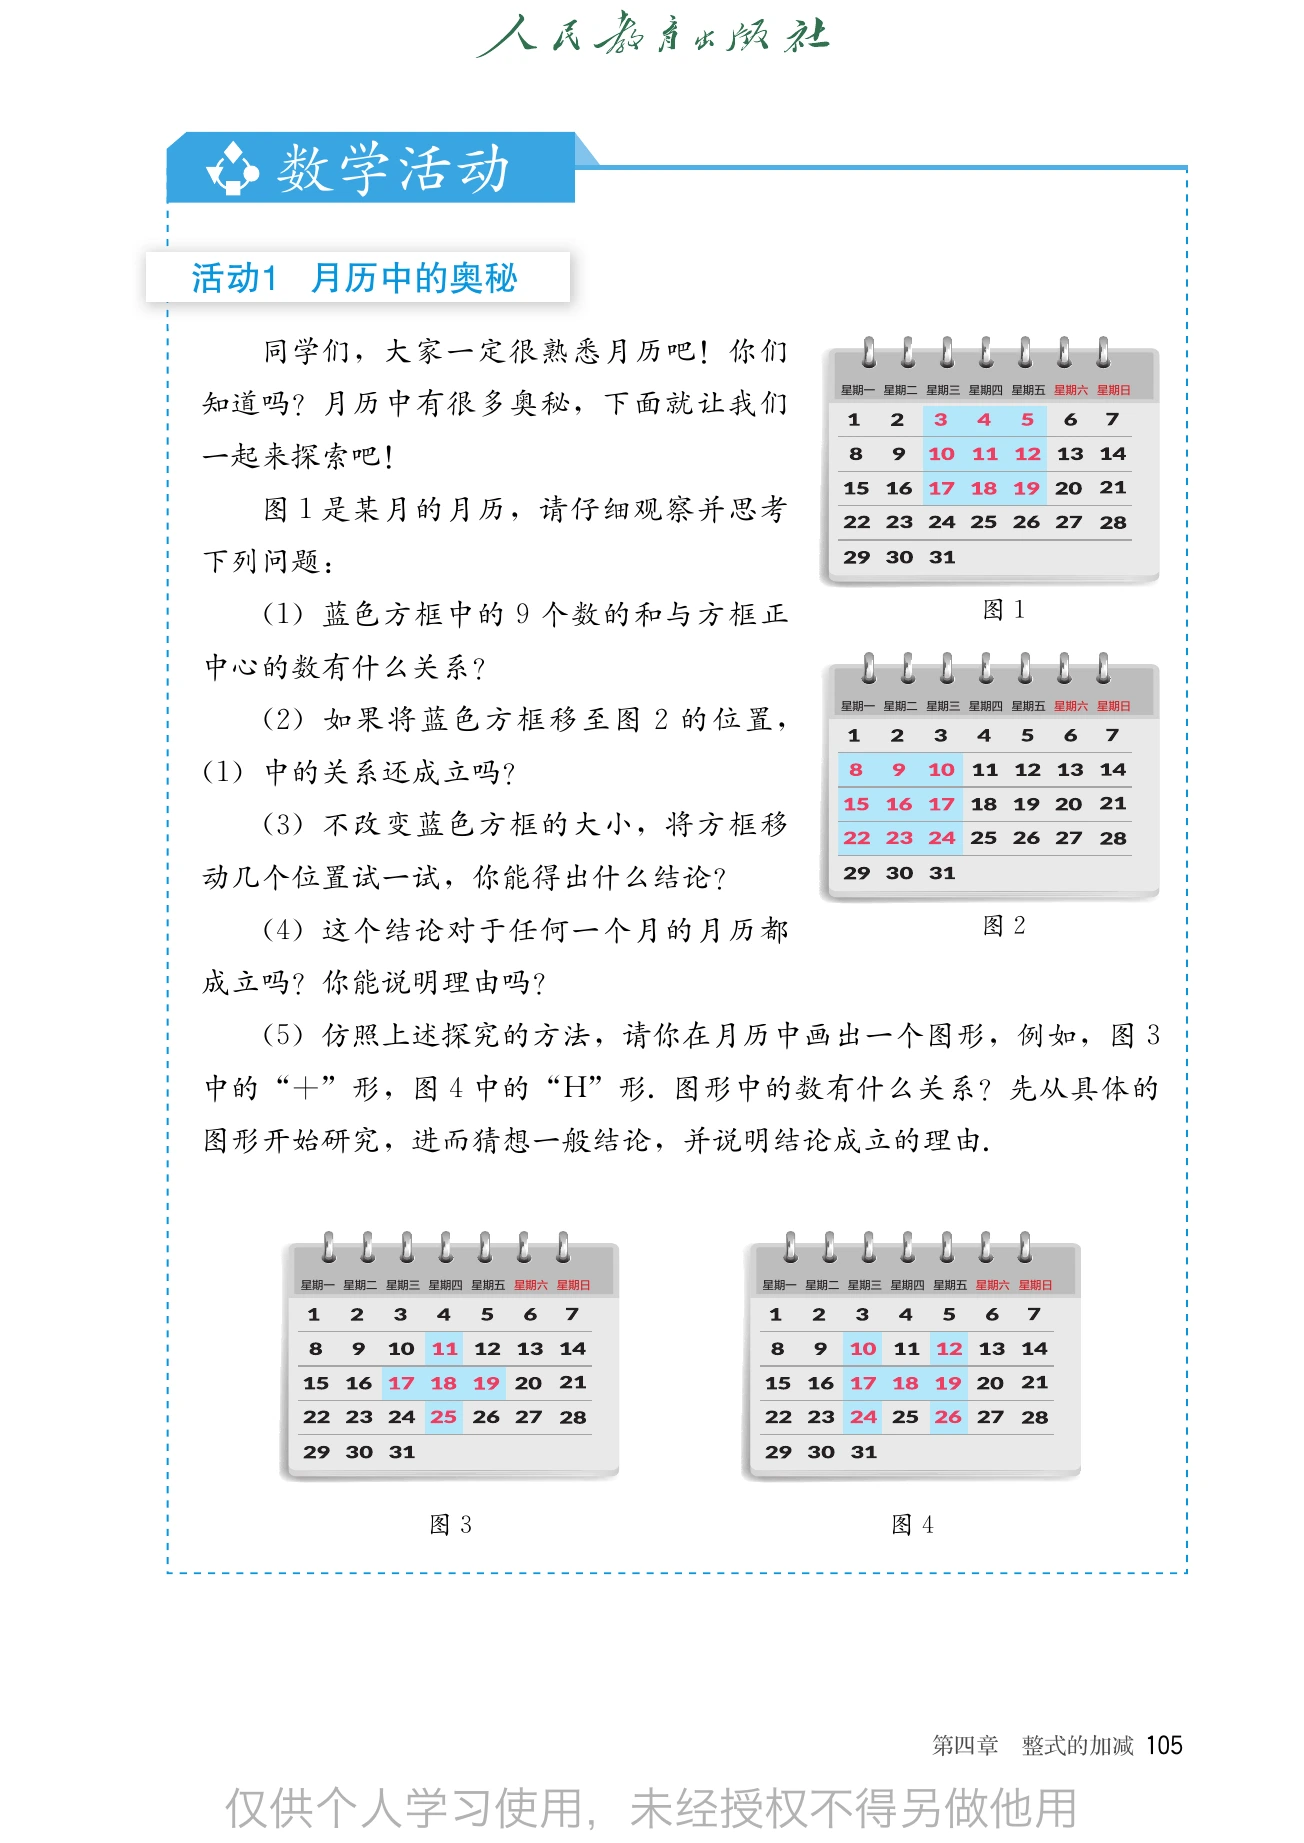 人民教育出版社
数学活动
活动1 月历中的奥秘
同学们，大家一定很熟悉月历吧！你们
知道吗？月历中有很多奥秘，下面就让我们
一起来探索吧！
图 1 是某月的月历，请仔细观察并思考
下列问题：
（1）蓝色方框中的 9 个数的和与方框正
中心的数有什么关系？
（2）如果将蓝色方框移至图 2 的位置，
（1）中的关系还成立吗？
（3）不改变蓝色方框的大小，将方框移
动几个位置试一试，你能得出什么结论？
（4）这个结论对于任何一个月的月历都
成立吗？你能说明理由吗？
星期一 星期二 星期三 星期四 星期五 星期六 星期日
1 2 3 4 5 6 7
8 9 10 11 12 13 14
15 16 17 18 19 20 21
22 23 24 25 26 27 28
29 30 31
图 1
星期一 星期二 星期三 星期四 星期五 星期六 星期日
1 2 3 4 5 6 7
8 9 10 11 12 13 14
15 16 17 18 19 20 21
22 23 24 25 26 27 28
29 30 31
图 2
（5）仿照上述探究的方法，请你在月历中画出一个图形，例如，图 3
中的“＋”形，图 4 中的“H”形．图形中的数有什么关系？先从具体的
图形开始研究，进而猜想一般结论，并说明结论成立的理由．
星期一 星期二 星期三 星期四 星期五 星期六 星期日
1 2 3 4 5 6 7
8 9 10 11 12 13 14
15 16 17 18 19 20 21
22 23 24 25 26 27 28
29 30 31
图 3
星期一 星期二 星期三 星期四 星期五 星期六 星期日
1 2 3 4 5 6 7
8 9 10 11 12 13 14
15 16 17 18 19 20 21
22 23 24 25 26 27 28
29 30 31
图 4
第四章 整式的加减 105
仅供个人学习使用，未经授权不得另做他用